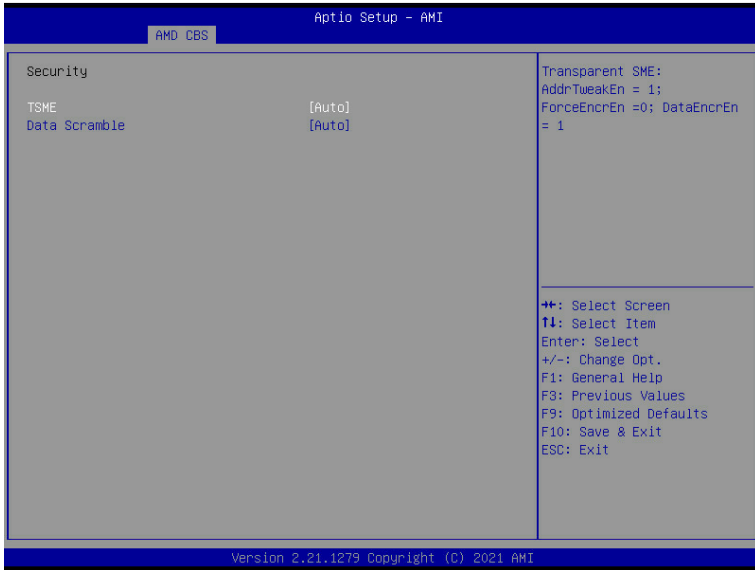 Aptio Setup – AMI
AMD CBS
Security
TSME [Auto]
Data Scramble [Auto]
Transparent SME:
AddrTweakEn = 1;
ForceEncrEn =0; DataEncrEn
= 1
→←: Select Screen
↑↓: Select Item
Enter: Select
+/-: Change Opt.
F1: General Help
F3: Previous Values
F9: Optimized Defaults
F10: Save & Exit
ESC: Exit
Version 2.21.1279 Copyright (C) 2021 AMI